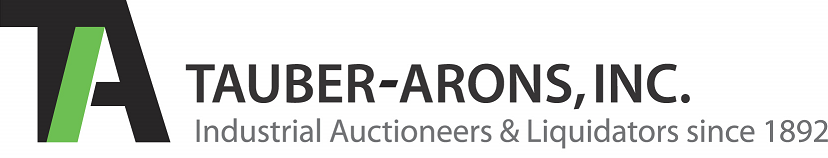 TA
TAUBER-ARONS, INC.
Industrial Auctioneers & Liquidators since 1892